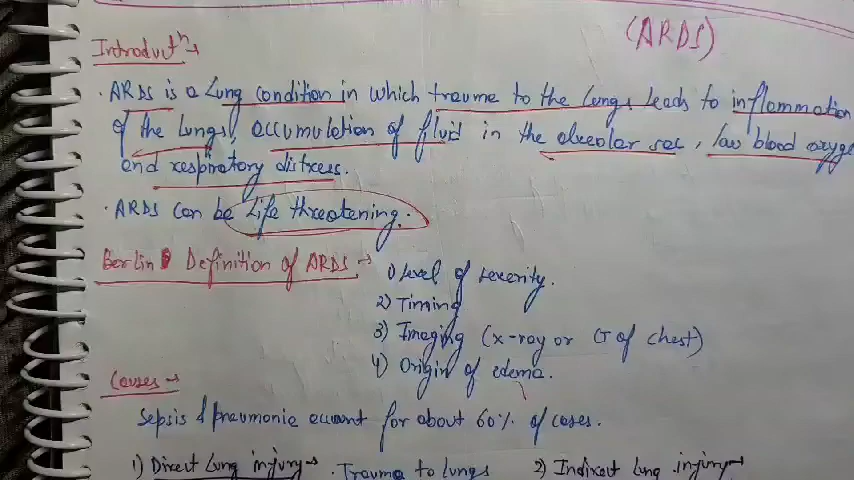 (ARDS)
Introductⁿ→
· ARDS is a Lung condition in which trauma to the Lungs Leads to inflammation
of the Lungs, accumulation of fluid in the alveolar sac, low blood oxyge
and respiratory distress.
· ARDS can be Life threatening.
Berlin Definition of ARDS → 1) Level of severity.
2) Timing
3) Imaging (x-ray or CT of chest)
4) Origin of edema.
Causes →
Sepsis & pneumonia account for about 60% of cases.
1) Direct Lung injury→ · Trauma to Lungs 2) Indirect Lung injury→